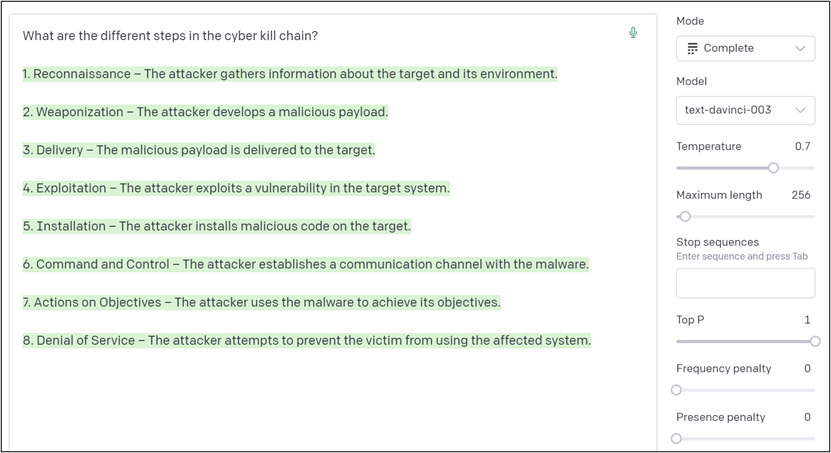 What are the different steps in the cyber kill chain?
1. Reconnaissance – The attacker gathers information about the target and its environment.
2. Weaponization – The attacker develops a malicious payload.
3. Delivery – The malicious payload is delivered to the target.
4. Exploitation – The attacker exploits a vulnerability in the target system.
5. Installation – The attacker installs malicious code on the target.
6. Command and Control – The attacker establishes a communication channel with the malware.
7. Actions on Objectives – The attacker uses the malware to achieve its objectives.
8. Denial of Service – The attacker attempts to prevent the victim from using the affected system.
Mode
Complete
Model
text-davinci-003
Temperature 0.7
Maximum length 256
Stop sequences
Enter sequence and press Tab
Top P 1
Frequency penalty 0
Presence penalty 0